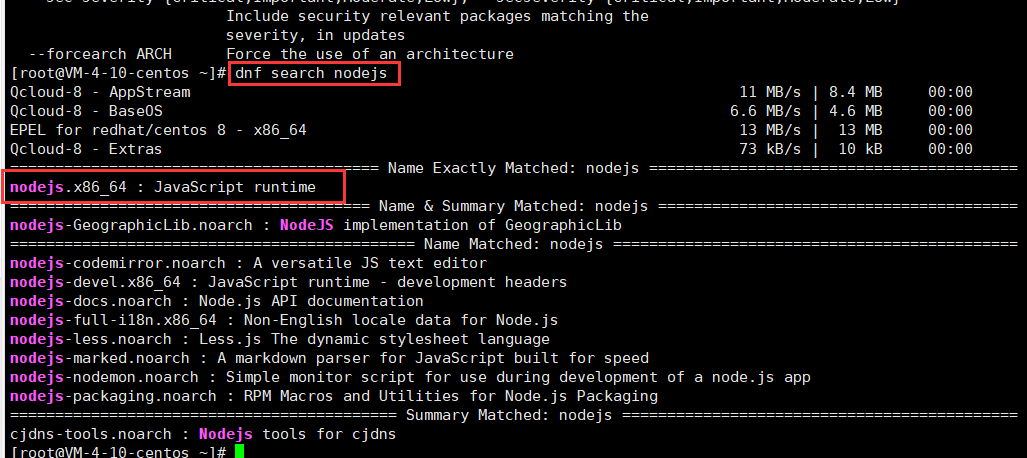 --sec-severity {Critical,Important,Moderate,Low}, --secseverity {Critical,Important,Moderate,Low}
Include security relevant packages matching the
severity, in updates
--forcearch ARCH Force the use of an architecture
[root@VM-4-10-centos ~]# dnf search nodejs
Qcloud-8 - AppStream 11 MB/s | 8.4 MB 00:00
Qcloud-8 - BaseOS 6.6 MB/s | 4.6 MB 00:00
EPEL for redhat/centos 8 - x86_64 13 MB/s | 13 MB 00:00
Qcloud-8 - Extras 73 kB/s | 10 kB 00:00
========================================= Name Exactly Matched: nodejs =========================================
nodejs.x86_64 : JavaScript runtime
======================================== Name & Summary Matched: nodejs ========================================
nodejs-GeographicLib.noarch : NodeJS implementation of GeographicLib
============================================= Name Matched: nodejs =============================================
nodejs-codemirror.noarch : A versatile JS text editor
nodejs-devel.x86_64 : JavaScript runtime - development headers
nodejs-docs.noarch : Node.js API documentation
nodejs-full-i18n.x86_64 : Non-English locale data for Node.js
nodejs-less.noarch : Less.js The dynamic stylesheet language
nodejs-marked.noarch : A markdown parser for JavaScript built for speed
nodejs-nodemon.noarch : Simple monitor script for use during development of a node.js app
nodejs-packaging.noarch : RPM Macros and Utilities for Node.js Packaging
=========================================== Summary Matched: nodejs ============================================
cjdns-tools.noarch : Nodejs tools for cjdns
[root@VM-4-10-centos ~]#